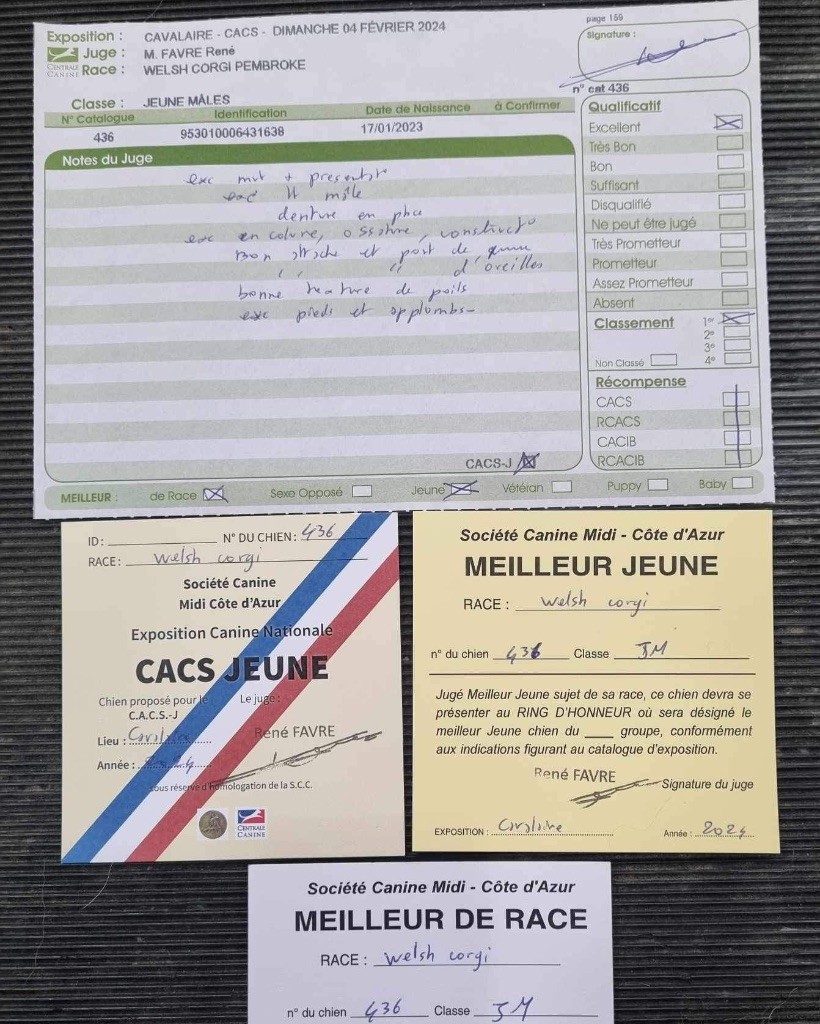 Exposition : CAVALAIRE - CACS - DIMANCHE 04 FÉVRIER 2024
page 155
Signature :
Juge : M. FAVRE René
CENTRALE CANINE
Race : WELSH CORGI PEMBROKE
Classe : JEUNE MÂLES
n° cat 436
N° Catalogue Identification Date de Naissance à Confirmer
436 953010006431638 17/01/2023
Notes du Juge
exc
exc mâle
denture en place
exc encolure, ossature,
Bon et port de
" " d'oreilles
bonne texture de poils
exc pieds et applombs-
CACS-J
Qualificatif
Excellent
Très Bon
Bon
Suffisant
Disqualifié
Ne peut être jugé
Très Prometteur
Prometteur
Assez Prometteur
Absent
Classement 1er
2e
3e
Non Classé 4e
Récompense
CACS
RCACS
CACIB
RCACIB
MEILLEUR : de Race Sexe Opposé Jeune Vétéran Puppy Baby
ID: N° DU CHIEN: 436
RACE: Welsh corgi
Société Canine
Midi Côte d'Azur
Exposition Canine Nationale
CACS JEUNE
Chien proposé pour le Le juge :
C.A.C.S.-J
Lieu : Cavalaire
René FAVRE
Année : 2024
sous réserve d'homologation de la S.C.C.
CENTRALE CANINE
Société Canine Midi - Côte d'Azur
MEILLEUR JEUNE
RACE : Welsh corgi
n° du chien 436 Classe JM
Jugé Meilleur Jeune sujet de sa race, ce chien devra se
présenter au RING D'HONNEUR où sera désigné le
meilleur Jeune chien du ____ groupe, conformément
aux indications figurant au catalogue d'exposition.
René FAVRE
Signature du juge
EXPOSITION : Cavalaire Année : 2024
Société Canine Midi - Côte d'Azur
MEILLEUR DE RACE
RACE : Welsh corgi
n° du chien 436 Classe JM